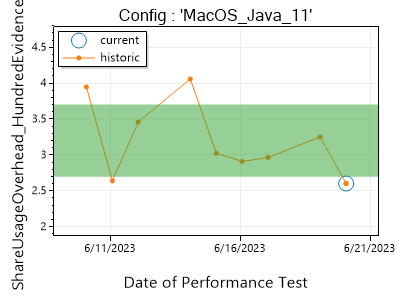 Config : 'MacOS_Java_11'
current
historic
ShareUsageOverhead_HundredEvidence
4.5
4
3.5
3
2.5
2
6/11/2023
6/16/2023
6/21/2023
Date of Performance Test